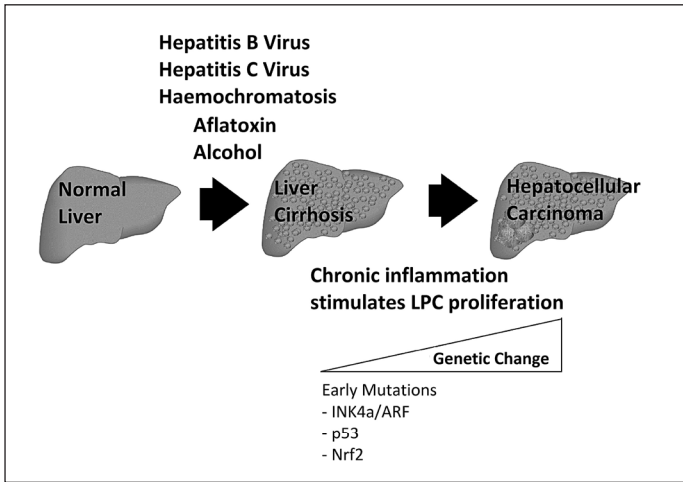 Hepatitis B Virus
Hepatitis C Virus
Haemochromatosis
Aflatoxin
Alcohol
Normal
Liver
Liver
Cirrhosis
Hepatocellular
Carcinoma
Chronic inflammation
stimulates LPC proliferation
Genetic Change
Early Mutations
- INK4a/ARF
- p53
- Nrf2